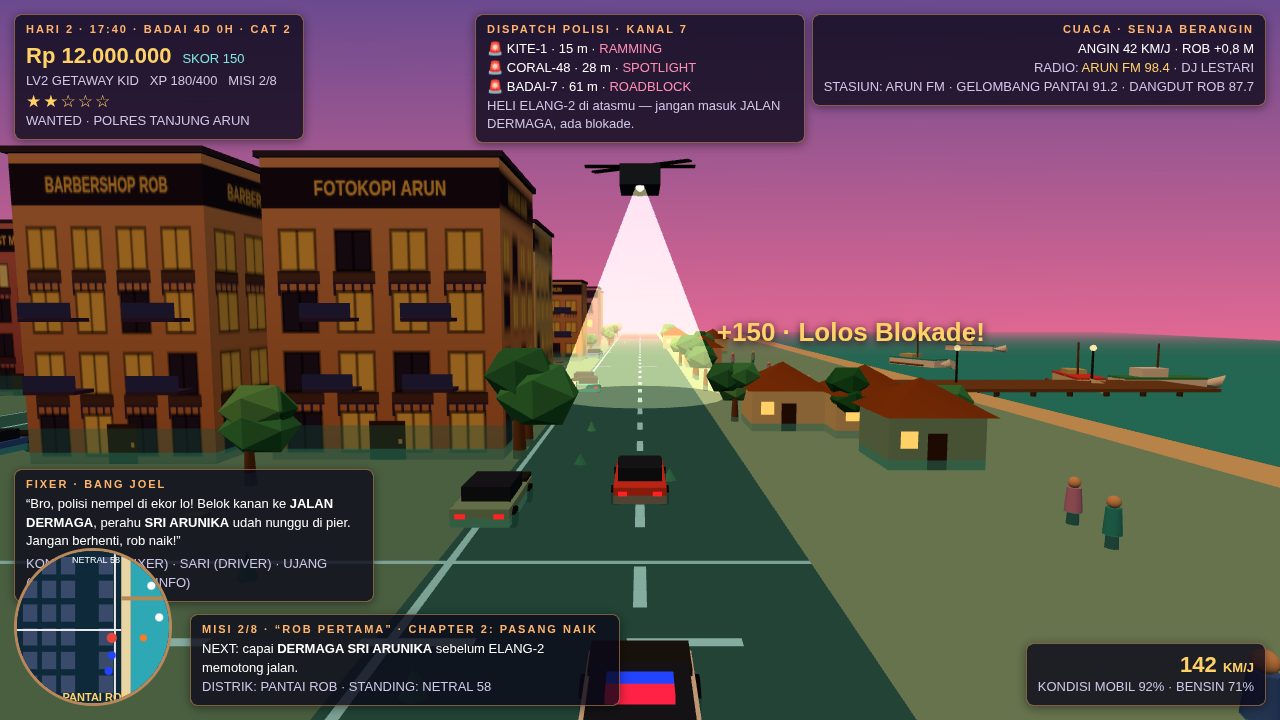 HARI 2 · 17:40 · BADAI 4D 0H · CAT 2
Rp 12.000.000 SKOR 150
LV2 GETAWAY KID XP 180/400 MISI 2/8
★★☆☆☆
WANTED · POLRES TANJUNG ARUN
DISPATCH POLISI · KANAL 7
🚨 KITE-1 · 15 m · RAMMING
🚨 CORAL-48 · 28 m · SPOTLIGHT
🚨 BADAI-7 · 61 m · ROADBLOCK
HELI ELANG-2 di atasmu — jangan masuk JALAN
DERMAGA, ada blokade.
CUACA · SENJA BERANGIN
ANGIN 42 KM/J · ROB +0,8 M
RADIO: ARUN FM 98.4 · DJ LESTARI
STASIUN: ARUN FM · GELOMBANG PANTAI 91.2 · DANGDUT ROB 87.7
BARBERSHOP ROB
BARBER
FOTOKOPI ARUN
+150 · Lolos Blokade!
FIXER · BANG JOEL
“Bro, polisi nempel di ekor lo! Belok kanan ke JALAN
DERMAGA, perahu SRI ARUNIKA udah nunggu di pier.
Jangan berhenti, rob naik!”
SARI (DRIVER) · UJANG
NETRAL 58
PANTAI RO
MISI 2/8 · “ROB PERTAMA” · CHAPTER 2: PASANG NAIK
NEXT: capai DERMAGA SRI ARUNIKA sebelum ELANG-2
memotong jalan.
DISTRIK: PANTAI ROB · STANDING: NETRAL 58
142 KM/J
KONDISI MOBIL 92% · BENSIN 71%